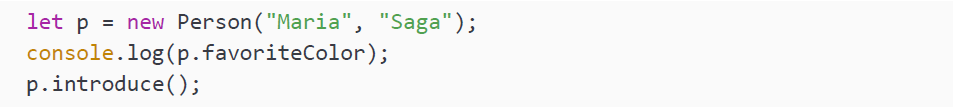 let p = new Person("Maria", "Saga");
console.log(p.favoriteColor);
p.introduce();